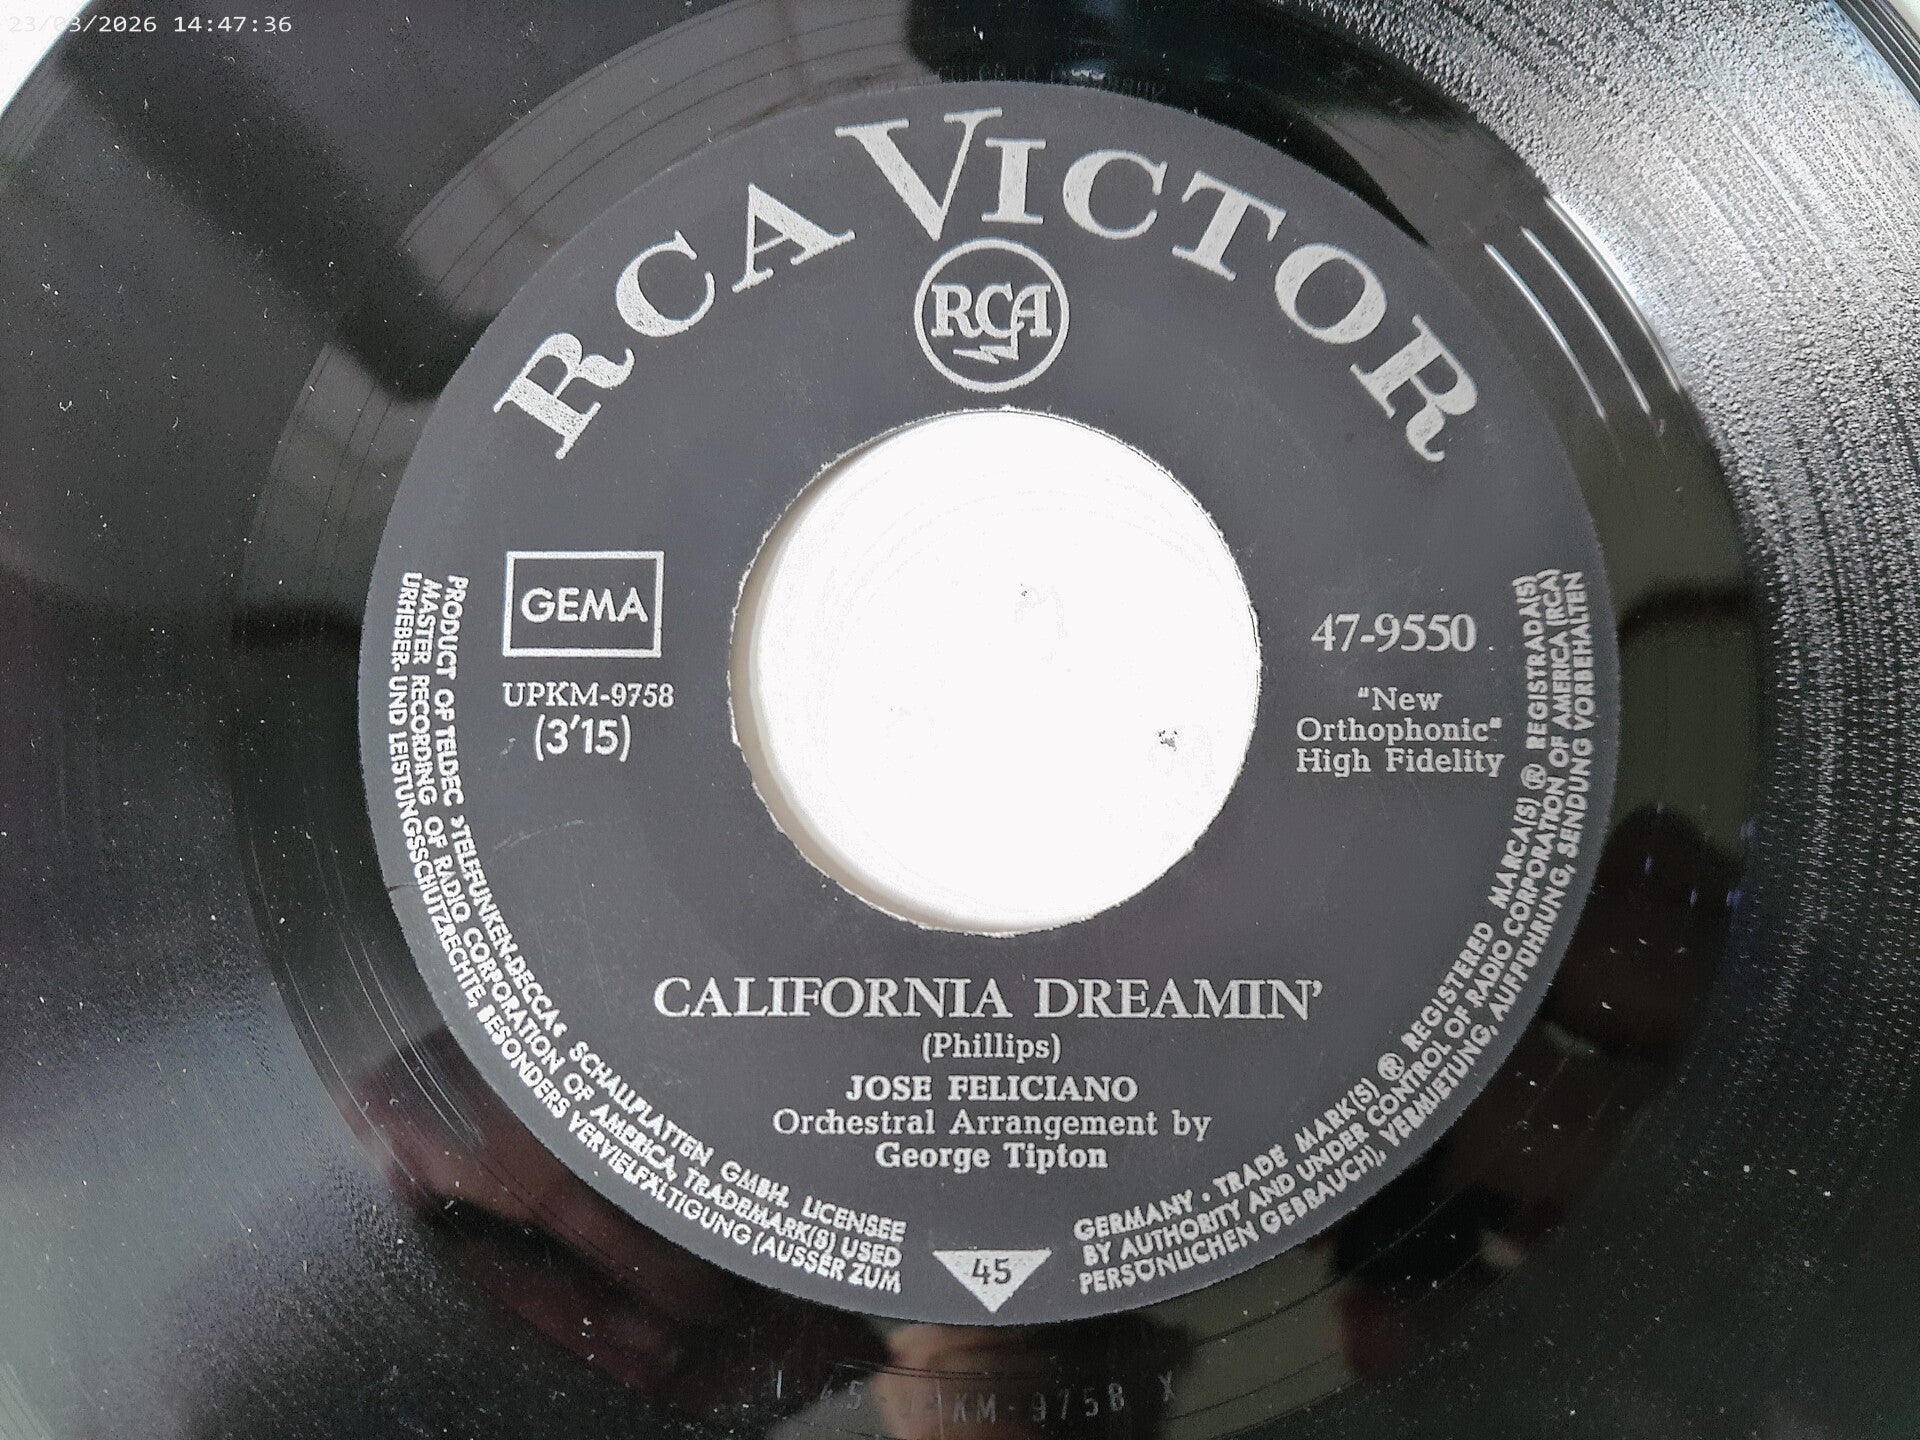 23/03/2026 14:47:36
RCA VICTOR
RCA
GEMA
UPKM-9758
(3'15)
47-9550
"New
Orthophonic"
High Fidelity
CALIFORNIA DREAMIN'
(Phillips)
JOSE FELICIANO
Orchestral Arrangement by
George Tipton
PRODUCT OF TELDEC »TELEFUNKEN-DECCA« SCHALLPLATTEN GMBH. LICENSEE
MASTER RECORDING OF RADIO CORPORATION OF AMERICA, TRADEMARK(S) USED
URHEBER- UND LEISTUNGSSCHUTZRECHTE, BESONDERS VERVIELFÄLTIGUNG (AUSSER ZUM
45
GERMANY · TRADE MARK(S) ® REGISTERED MARCA(S) ® REGISTRADA(S)
BY AUTHORITY AND UNDER CONTROL OF RADIO CORPORATION OF AMERICA (RCA)
PERSÖNLICHEN GEBRAUCH), VERMIETUNG, AUFFÜHRUNG, SENDUNG VORBEHALTEN
KM-9758 X